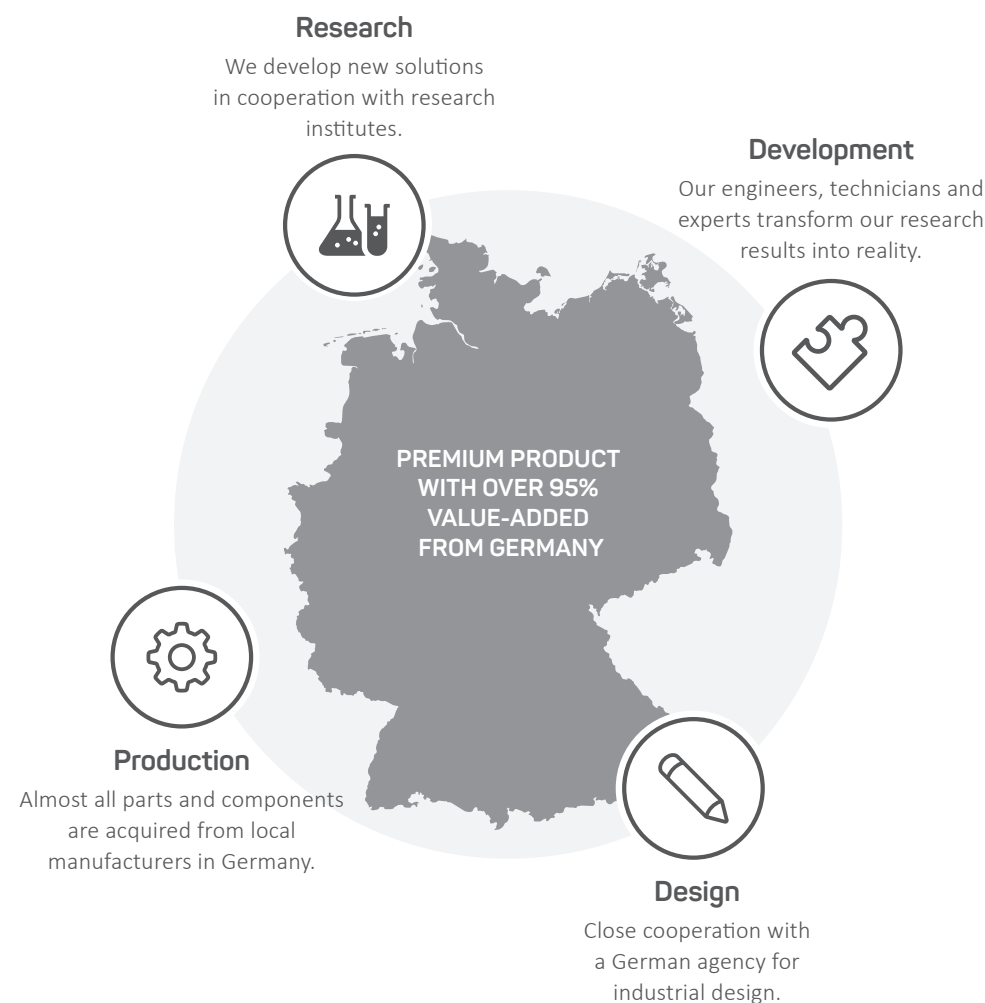 Research
We develop new solutions
in cooperation with research
institutes.
Development
Our engineers, technicians and
experts transform our research
results into reality.
PREMIUM PRODUCT
WITH OVER 95%
VALUE-ADDED
FROM GERMANY
Production
Almost all parts and components
are acquired from local
manufacturers in Germany.
Design
Close cooperation with
a German agency for
industrial design.